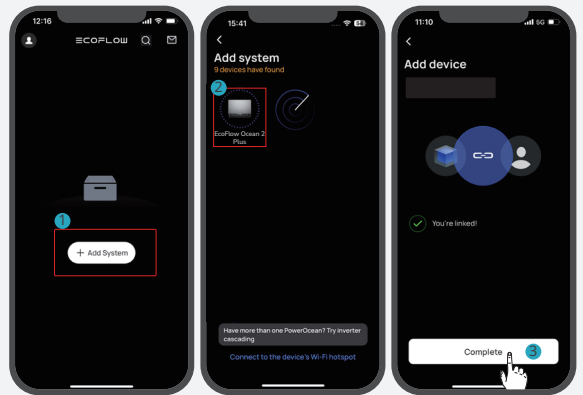 12:16
ECOFLOW
1
+ Add System
15:41
Add system
9 devices have found
2
EcoFlow Ocean 2
Plus
Have more than one PowerOcean? Try inverter
cascading
Connect to the device's Wi-Fi hotspot
11:10
5G
Add device
You're linked!
Complete
3